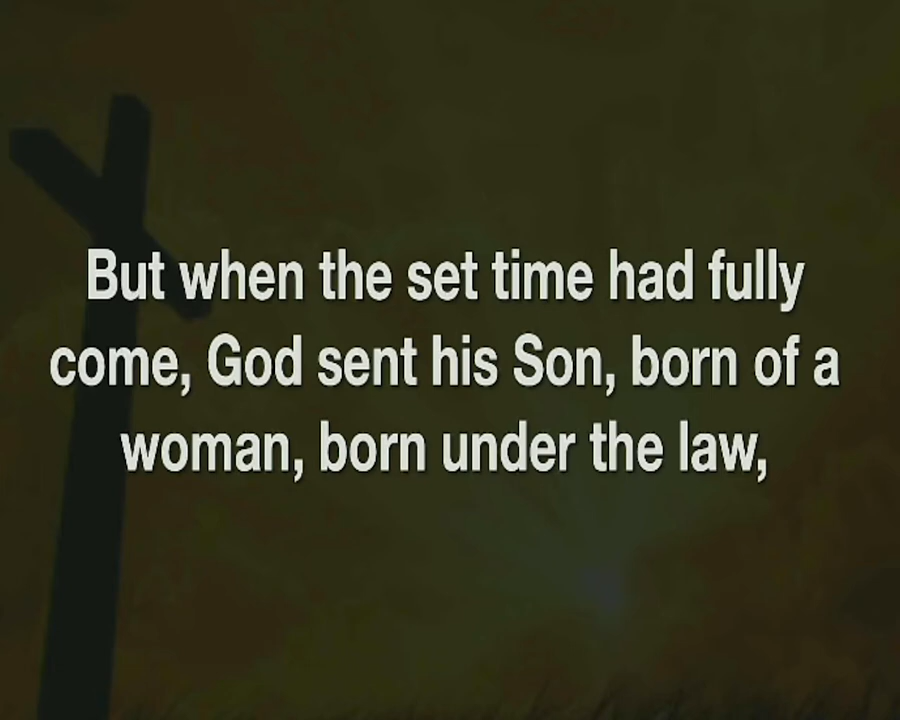 But when the set time had fully
come, God sent his Son, born of a
woman, born under the law,